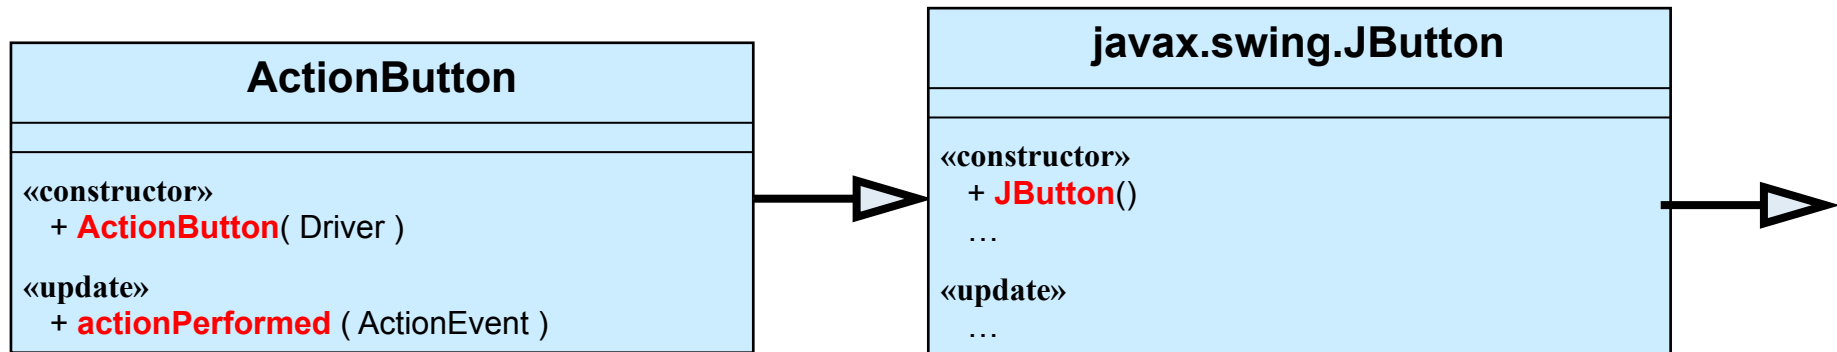 ActionButton
«constructor»
+ ActionButton( Driver )
«update»
+ actionPerformed ( ActionEvent )
javax.swing.JButton
«constructor»
+ JButton()
…
«update»
…